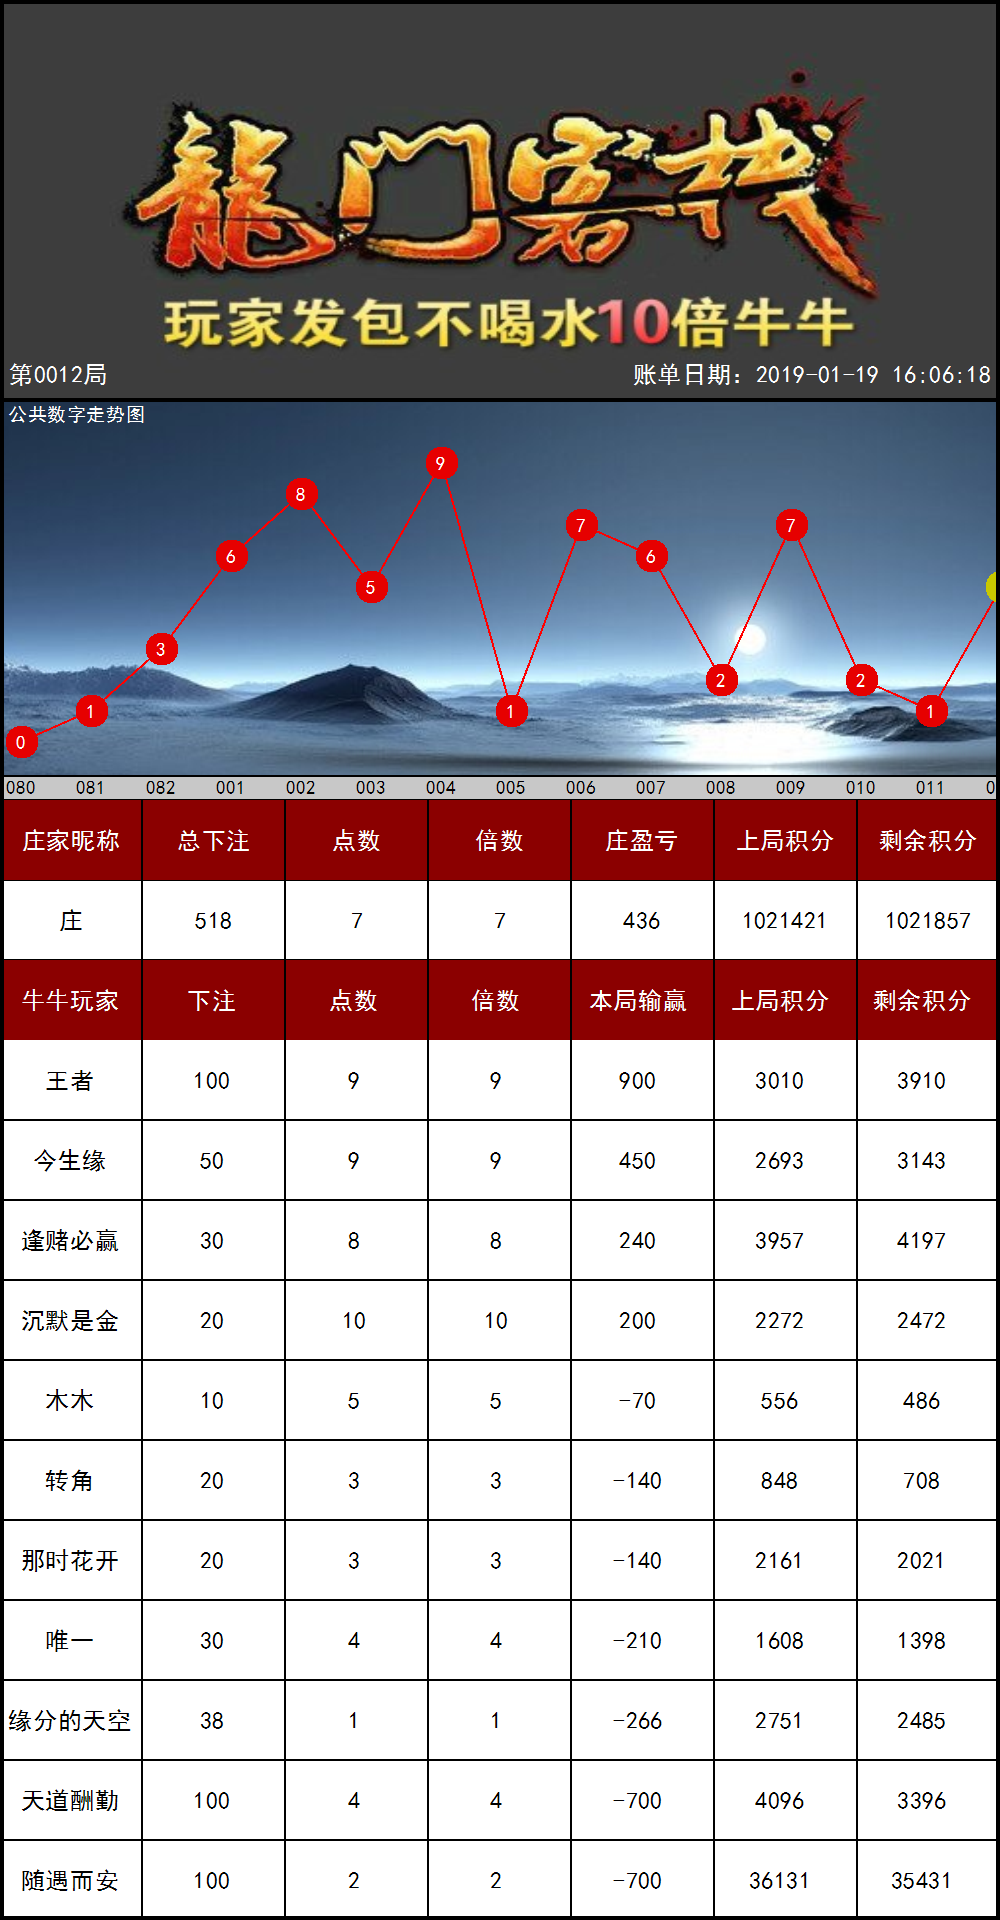 龍门客栈
玩家发包不喝水10倍牛牛
第0012局 账单日期：2019-01-19 16:06:18
公共数字走势图
0 1 3 6 8 5 9 1 7 6 2 7 2 1
080 081 082 001 002 003 004 005 006 007 008 009 010 011 0
庄家昵称 总下注 点数 倍数 庄盈亏 上局积分 剩余积分
庄 518 7 7 436 1021421 1021857
牛牛玩家 下注 点数 倍数 本局输赢 上局积分 剩余积分
王者 100 9 9 900 3010 3910
今生缘 50 9 9 450 2693 3143
逢赌必赢 30 8 8 240 3957 4197
沉默是金 20 10 10 200 2272 2472
木木 10 5 5 -70 556 486
转角 20 3 3 -140 848 708
那时花开 20 3 3 -140 2161 2021
唯一 30 4 4 -210 1608 1398
缘分的天空 38 1 1 -266 2751 2485
天道酬勤 100 4 4 -700 4096 3396
随遇而安 100 2 2 -700 36131 35431